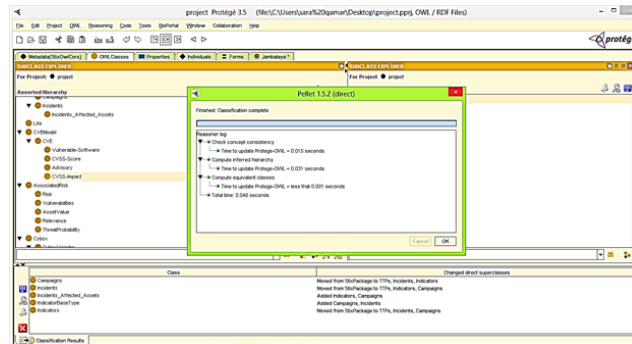 project Protégé 3.5 (file:\C:\Users\sara%20qamar\Desktop\project.pprj, OWL / RDF Files)
File Edit Project OWL Reasoning Code Tools BioPortal Window Collaboration Help
protégé
Metadata(StixOwlCore) OWLClasses Properties Individuals Forms Jambalaya
SUBCLASS EXPLORER
For Project: project
Asserted Hierarchy
Campaigns
Incidents
Incidents_Affected_Assets
CVEModel
CVE
Vulnerable-Software
CVSS-Score
Advisory
CVSS-Impact
AssociatedRisk
Risk
Vulnerabilities
AssetValue
Relevance
ThreatProbability
Cybox
SUBCLASS EXPLORER
For Project: project
Pellet 1.5.2 (direct)
Finished: Classification complete
Reasoner log
Check concept consistency
Time to update Protege-OWL = 0.015 seconds
Compute inferred hierarchy
Time to update Protege-OWL = 0.031 seconds
Compute equivalent classes
Time to update Protege-OWL = less that 0.001 seconds
Total time: 0.046 seconds
Cancel OK
Class Changed direct superclasses
Campaigns Moved from StixPackage to TTPs, Incidents, Indicators
Incidents Moved from StixPackage to TTPs, Indicators, Campaigns
Incidents_Affected_Assets Added Indicators, Campaigns
IndicatorBaseType Added Campaigns, Incidents
Indicators Moved from StixPackage to TTPs, Incidents, Campaigns
Classification Results